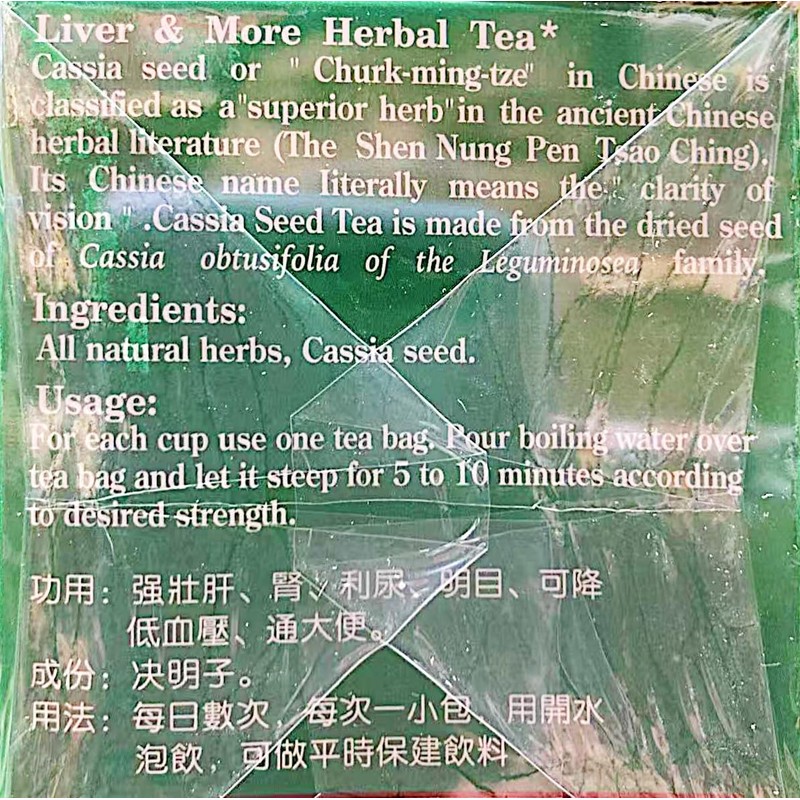 Liver & More Herbal Tea*
Cassia seed or "Churk-ming-tze" in Chinese is
classified as a"superior herb"in the ancient Chinese
herbal literature (The Shen Nung Pen Tsao Ching).
Its Chinese name literally means the " clarity of
vision " .Cassia Seed Tea is made from the dried seed
of Cassia obtusifolia of the Leguminosea family.
Ingredients:
All natural herbs, Cassia seed.
Usage:
For each cup use one tea bag. Pour boiling water over
tea bag and let it steep for 5 to 10 minutes according
to desired strength.
功用：强壯肝、腎、利尿、明目、可降
低血壓、通大便。
成份：决明子。
用法：每日數次，每次一小包，用開水
泡飲，可做平時保建飲料